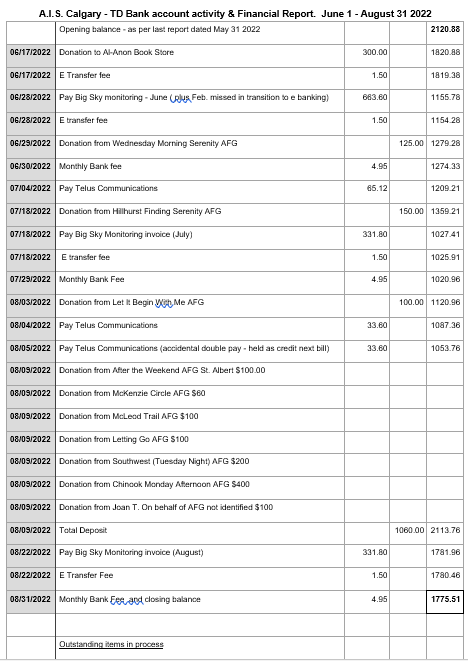 A.I.S. Calgary - TD Bank account activity & Financial Report. June 1 - August 31 2022
Opening balance - as per last report dated May 31 2022 2120.88
06/17/2022 Donation to Al-Anon Book Store 300.00 1820.88
06/17/2022 E Transfer fee 1.50 1819.38
06/28/2022 Pay Big Sky monitoring - June ( plus Feb. missed in transition to e banking) 663.60 1155.78
06/28/2022 E transfer fee 1.50 1154.28
06/29/2022 Donation from Wednesday Morning Serenity AFG 125.00 1279.28
06/30/2022 Monthly Bank fee 4.95 1274.33
07/04/2022 Pay Telus Communications 65.12 1209.21
07/18/2022 Donation from Hillhurst Finding Serenity AFG 150.00 1359.21
07/18/2022 Pay Big Sky Monitoring invoice (July) 331.80 1027.41
07/18/2022 E transfer fee 1.50 1025.91
07/29/2022 Monthly Bank Fee 4.95 1020.96
08/03/2022 Donation from Let It Begin With Me AFG 100.00 1120.96
08/04/2022 Pay Telus Communications 33.60 1087.36
08/05/2022 Pay Telus Communications (accidental double pay - held as credit next bill) 33.60 1053.76
08/09/2022 Donation from After the Weekend AFG St. Albert $100.00
08/09/2022 Donation from McKenzie Circle AFG $60
08/09/2022 Donation from McLeod Trail AFG $100
08/09/2022 Donation from Letting Go AFG $100
08/09/2022 Donation from Southwest (Tuesday Night) AFG $200
08/09/2022 Donation from Chinook Monday Afternoon AFG $400
08/09/2022 Donation from Joan T. On behalf of AFG not identified $100
08/09/2022 Total Deposit 1060.00 2113.76
08/22/2022 Pay Big Sky Monitoring invoice (August) 331.80 1781.96
08/22/2022 E Transfer Fee 1.50 1780.46
08/31/2022 Monthly Bank Fee and closing balance 4.95 1775.51
Outstanding items in process